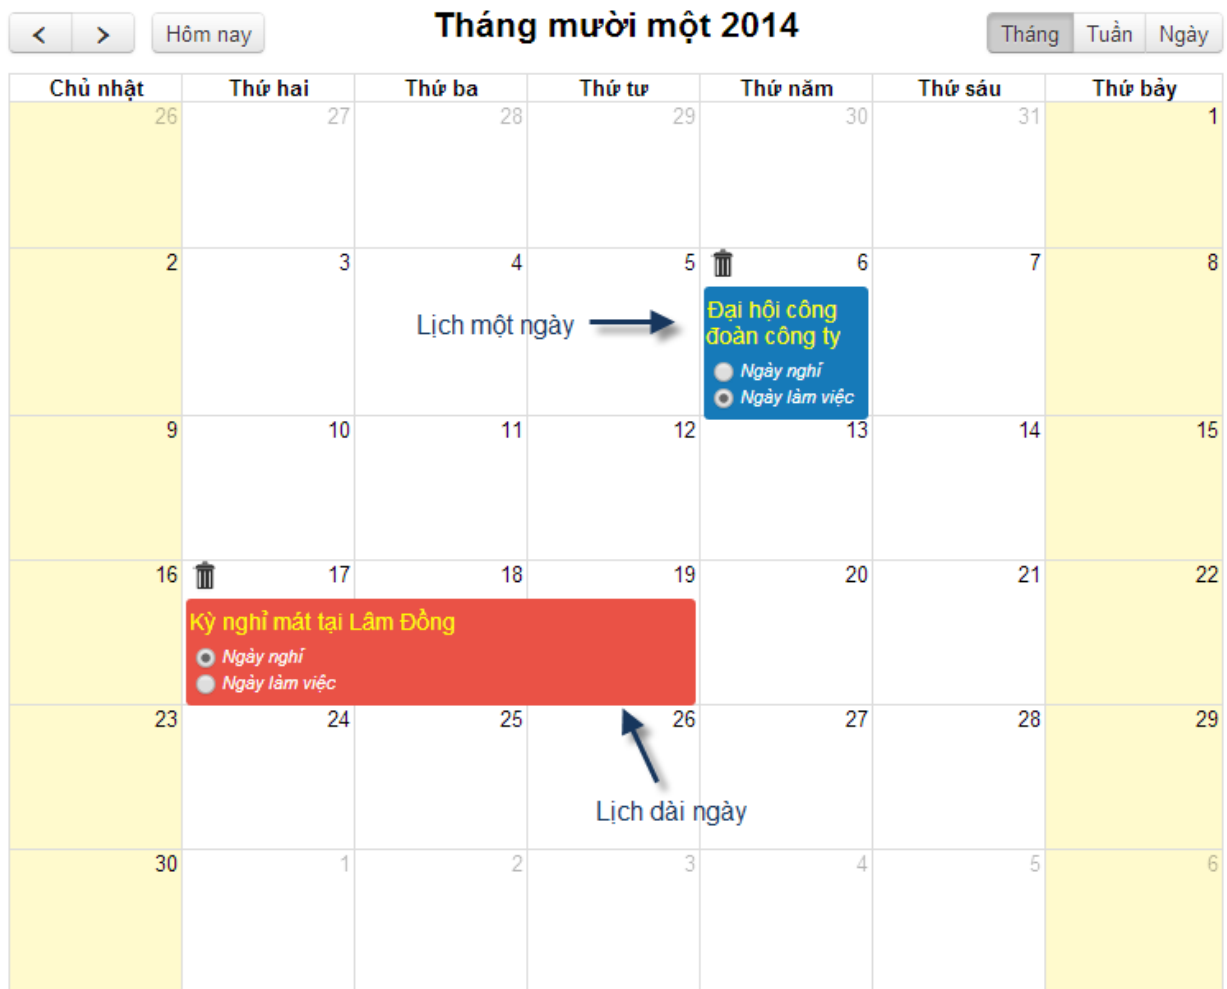 < > Hôm nay Tháng mười một 2014 Tháng Tuần Ngày
Chủ nhật Thứ hai Thứ ba Thứ tư Thứ năm Thứ sáu Thứ bảy
26 27 28 29 30 31 1
2 3 4 5 6 7 8
Lịch một ngày
Đại hội công
đoàn công ty
Ngày nghỉ
Ngày làm việc
9 10 11 12 13 14 15
16 17 18 19 20 21 22
Kỳ nghỉ mát tại Lâm Đồng
Ngày nghỉ
Ngày làm việc
23 24 25 26 27 28 29
Lịch dài ngày
30 1 2 3 4 5 6